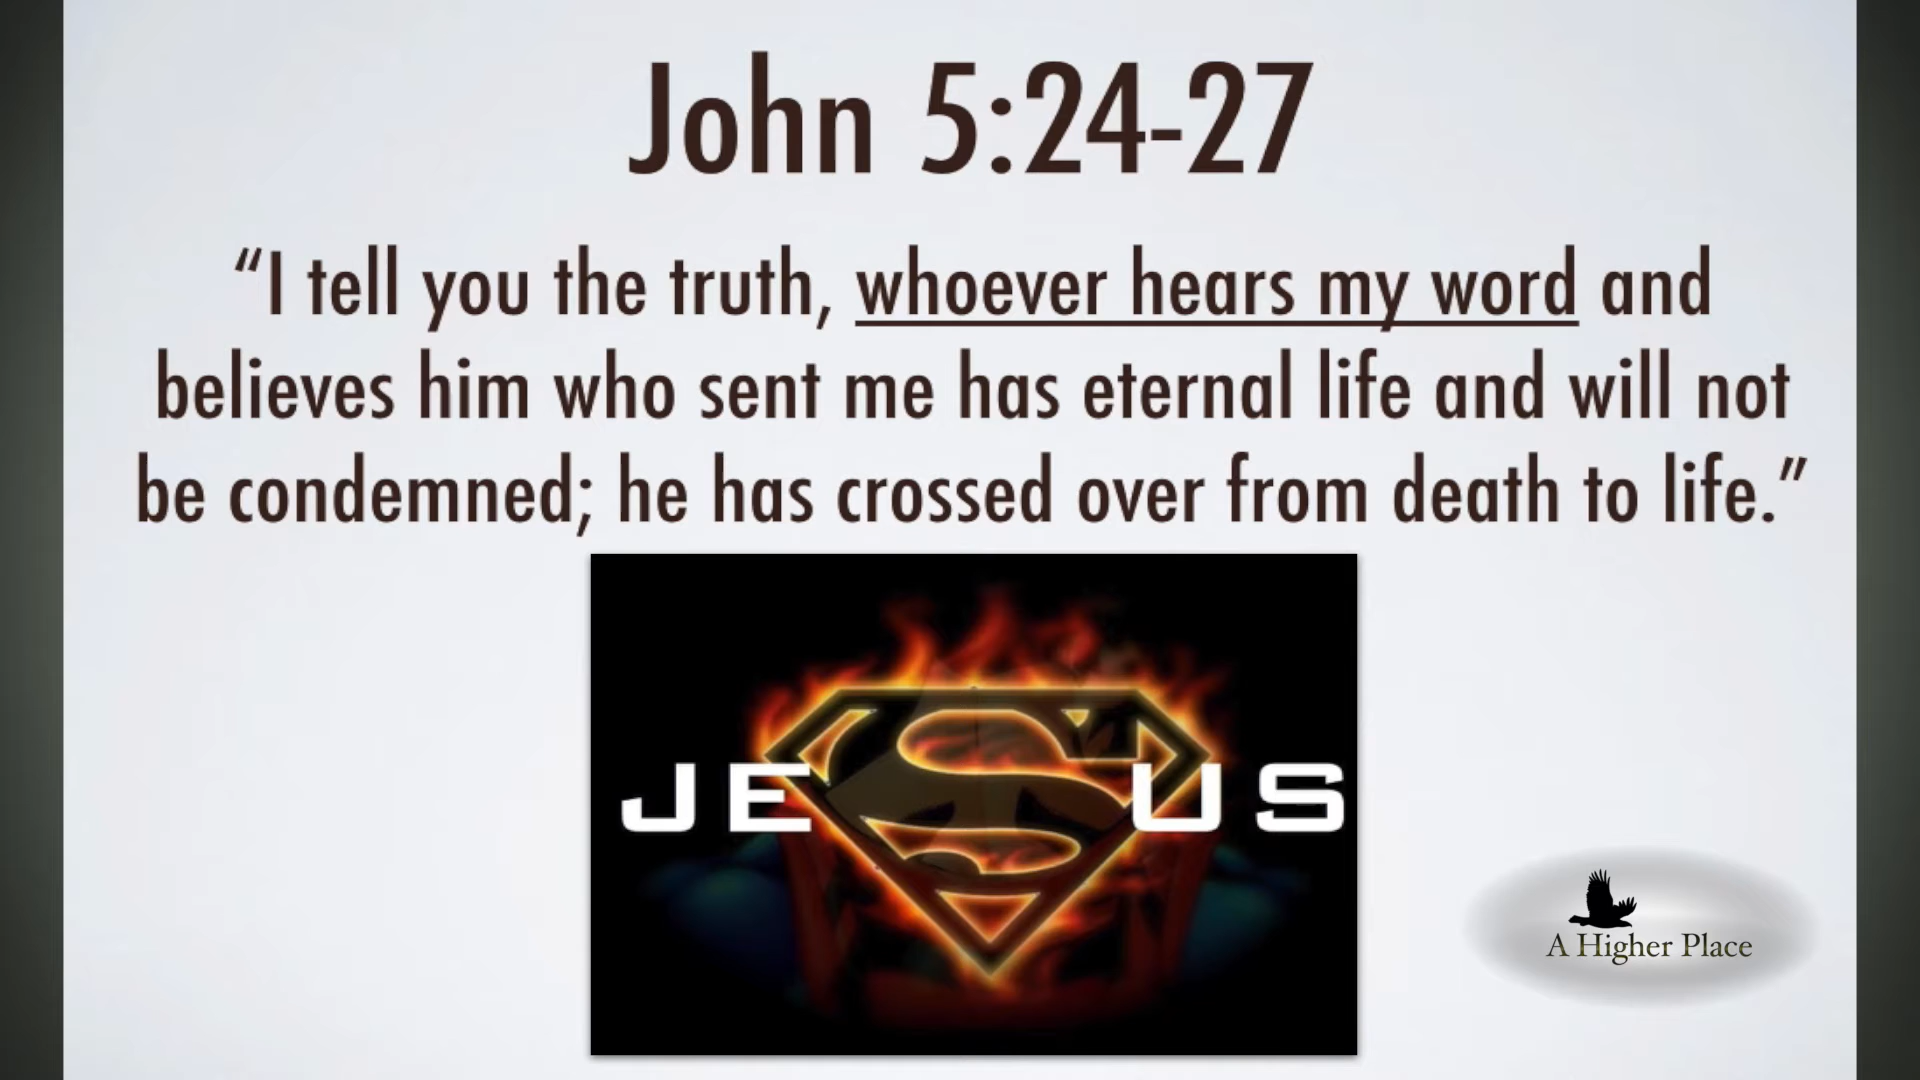 John 5:24-27
“I tell you the truth, whoever hears my word and
believes him who sent me has eternal life and will not
be condemned; he has crossed over from death to life.”
JESUS
A Higher Place